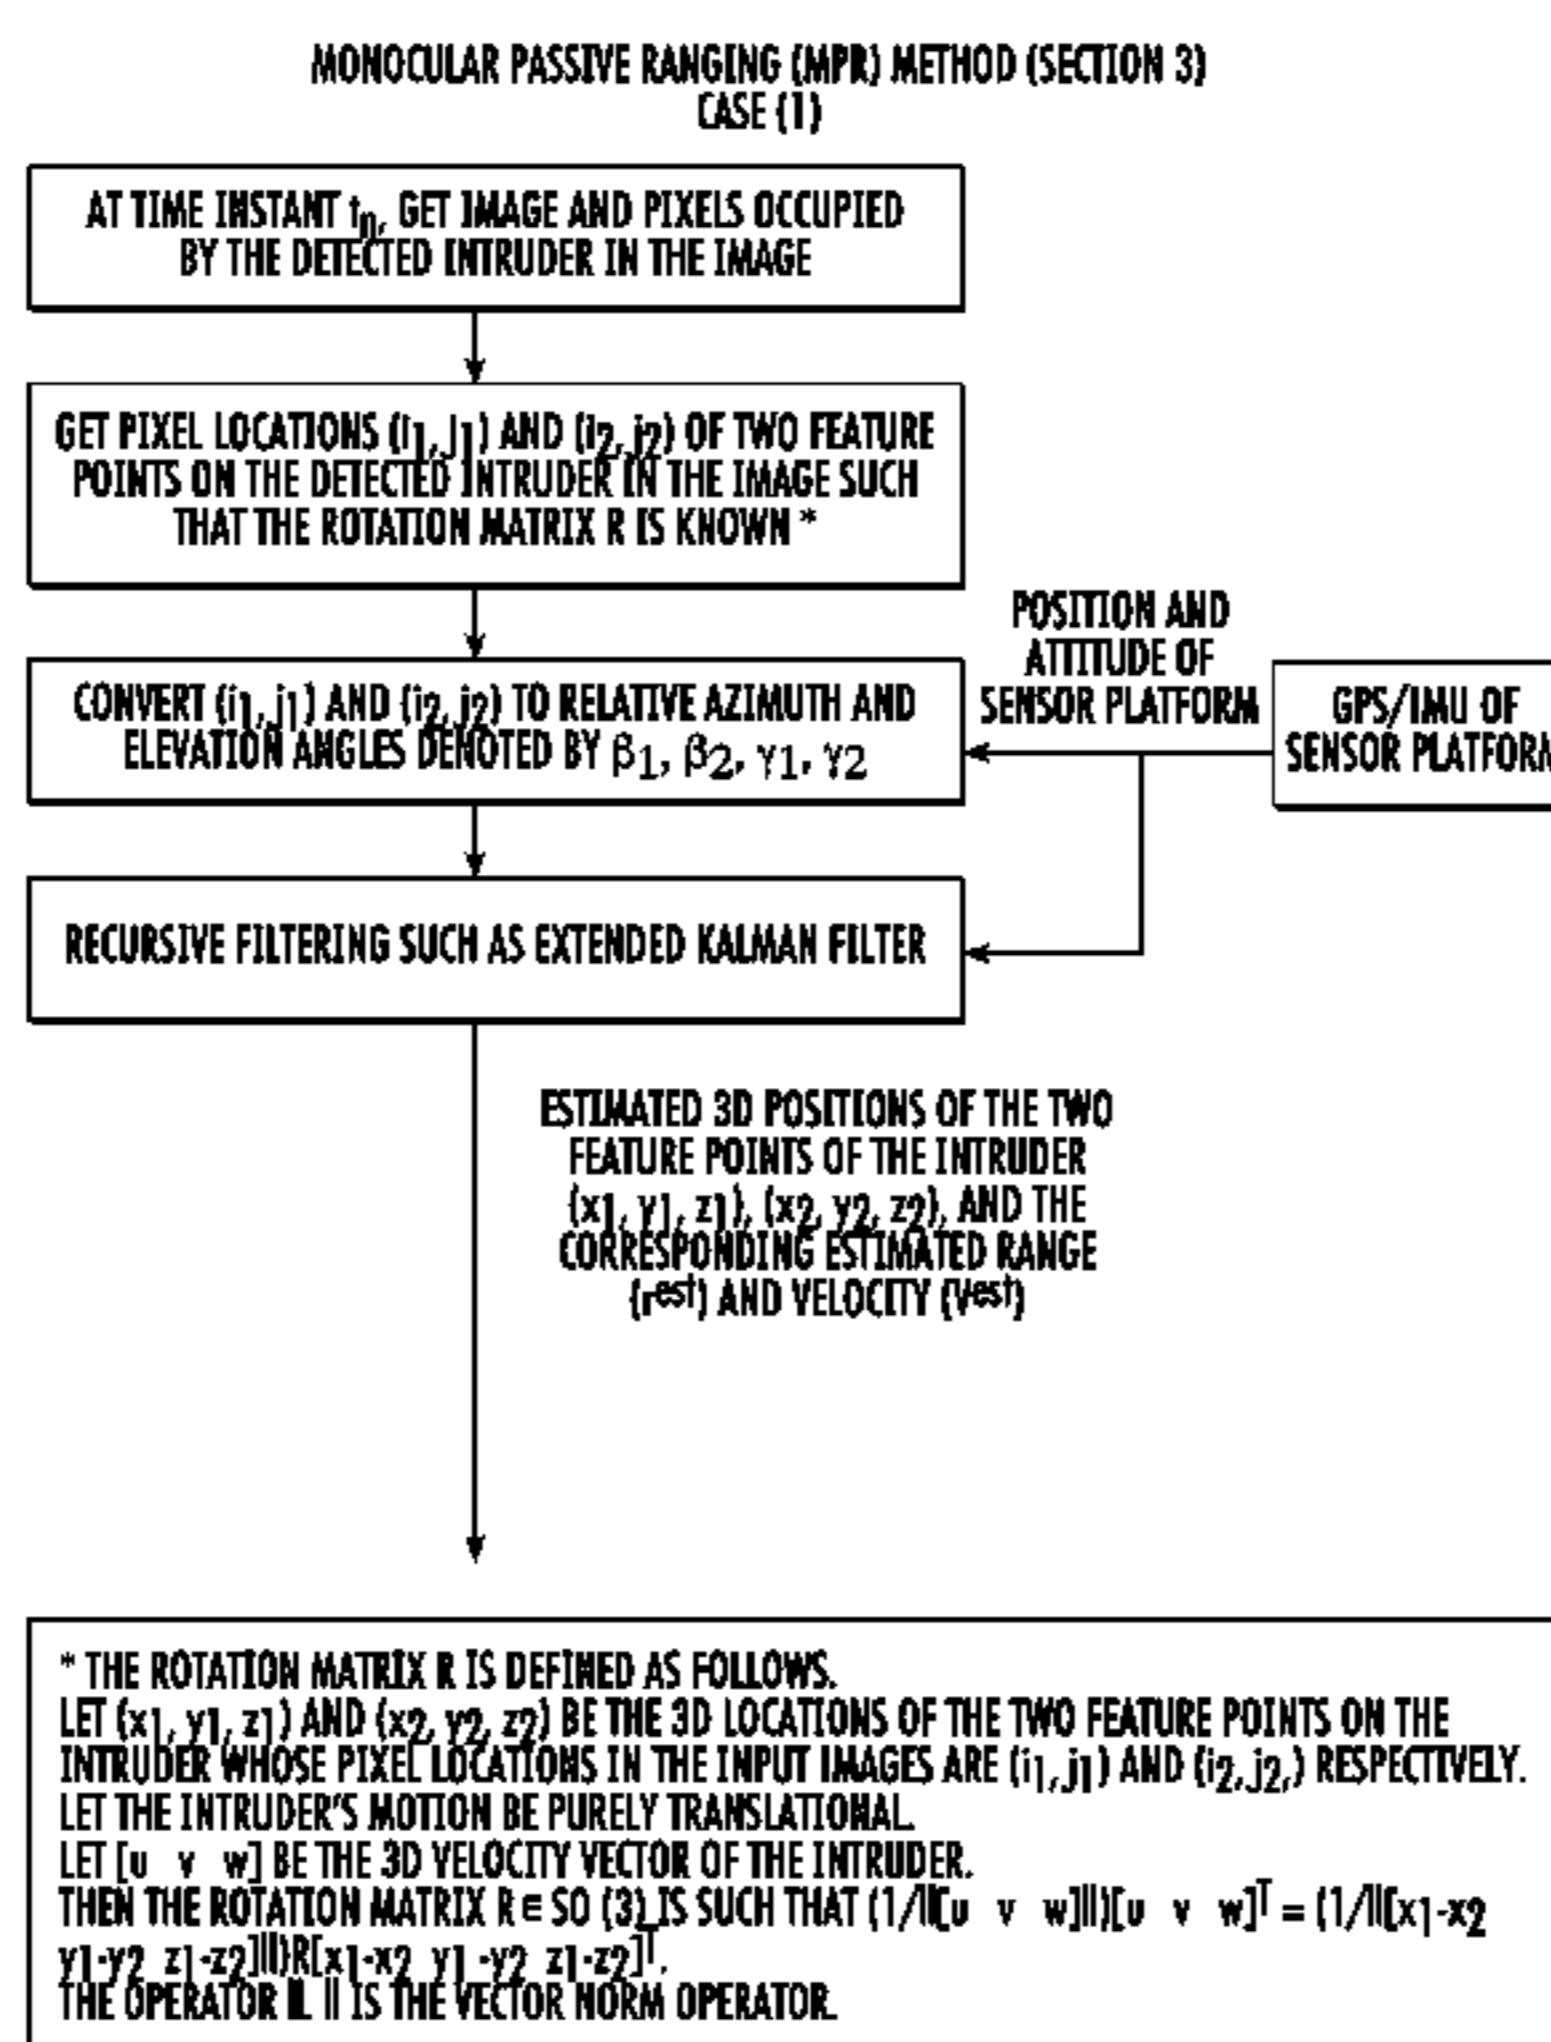 MONOCULAR PASSIVE RANGING (MPR) METHOD (SECTION 3)
CASE (1)
AT TIME INSTANT tn, GET IMAGE AND PIXELS OCCUPIED
BY THE DETECTED INTRUDER IN THE IMAGE
GET PIXEL LOCATIONS (i1, j1) AND (i2, j2) OF TWO FEATURE
POINTS ON THE DETECTED INTRUDER IN THE IMAGE SUCH
THAT THE ROTATION MATRIX R IS KNOWN *
POSITION AND
ATTITUDE OF
SENSOR PLATFORM
CONVERT (i1, j1) AND (i2, j2) TO RELATIVE AZIMUTH AND
ELEVATION ANGLES DENOTED BY β1, β2, γ1, γ2
GPS/IMU OF
SENSOR PLATFORM
RECURSIVE FILTERING SUCH AS EXTENDED KALMAN FILTER
ESTIMATED 3D POSITIONS OF THE TWO
FEATURE POINTS OF THE INTRUDER
(x1, y1, z1), (x2, y2, z2), AND THE
CORRESPONDING ESTIMATED RANGE
(rest) AND VELOCITY (Vest)
* THE ROTATION MATRIX R IS DEFINED AS FOLLOWS.
LET (x1, y1, z1) AND (x2, y2, z2) BE THE 3D LOCATIONS OF THE TWO FEATURE POINTS ON THE
INTRUDER WHOSE PIXEL LOCATIONS IN THE INPUT IMAGES ARE (i1, j1) AND (i2, j2,) RESPECTIVELY.
LET THE INTRUDER'S MOTION BE PURELY TRANSLATIONAL.
LET [u v w] BE THE 3D VELOCITY VECTOR OF THE INTRUDER.
THEN THE ROTATION MATRIX R ∈ SO (3) IS SUCH THAT (1/||[u v w]||)[u v w]T = (1/||[x1-x2
y1-y2 z1-z2]||)R[x1-x2 y1-y2 z1-z2]T.
THE OPERATOR ||. || IS THE VECTOR NORM OPERATOR.